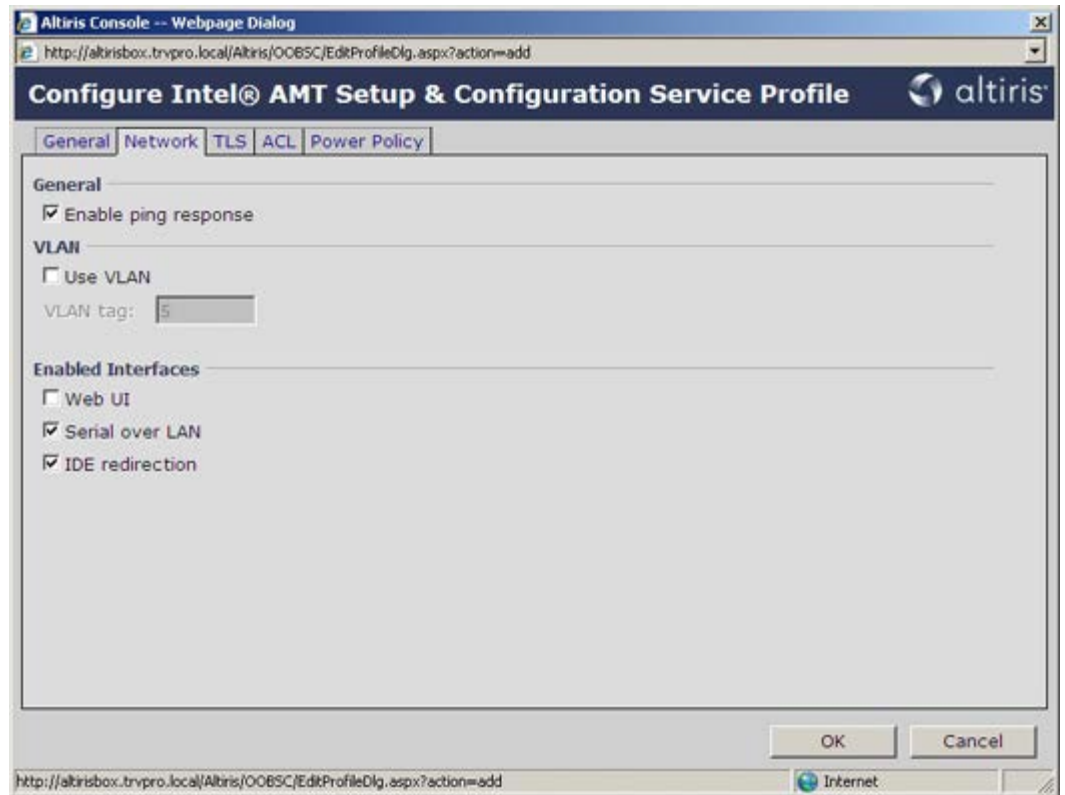 Altiris Console -- Webpage Dialog
http://altirisbox.trvpro.local/Altiris/OOBSC/EditProfileDlg.aspx?action=add
Configure Intel® AMT Setup & Configuration Service Profile
altiris
General Network TLS ACL Power Policy
General
Enable ping response
VLAN
Use VLAN
VLAN tag: 5
Enabled Interfaces
Web UI
Serial over LAN
IDE redirection
OK Cancel
http://altirisbox.trvpro.local/Altiris/OOBSC/EditProfileDlg.aspx?action=add Internet